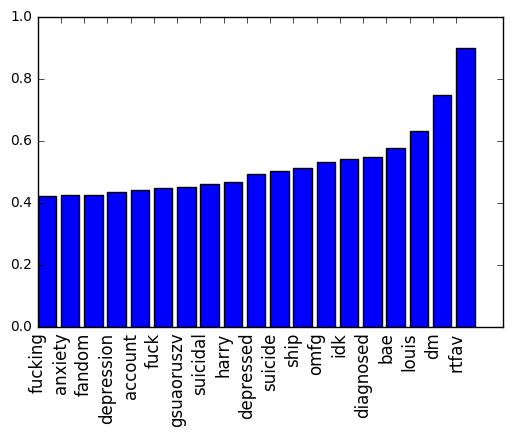 1.0
0.8
0.6
0.4
0.2
0.0
fucking
anxiety
fandom
depression
account
fuck
gsuaoruszv
suicidal
harry
depressed
suicide
ship
omfg
idk
diagnosed
bae
louis
dm
rtfav